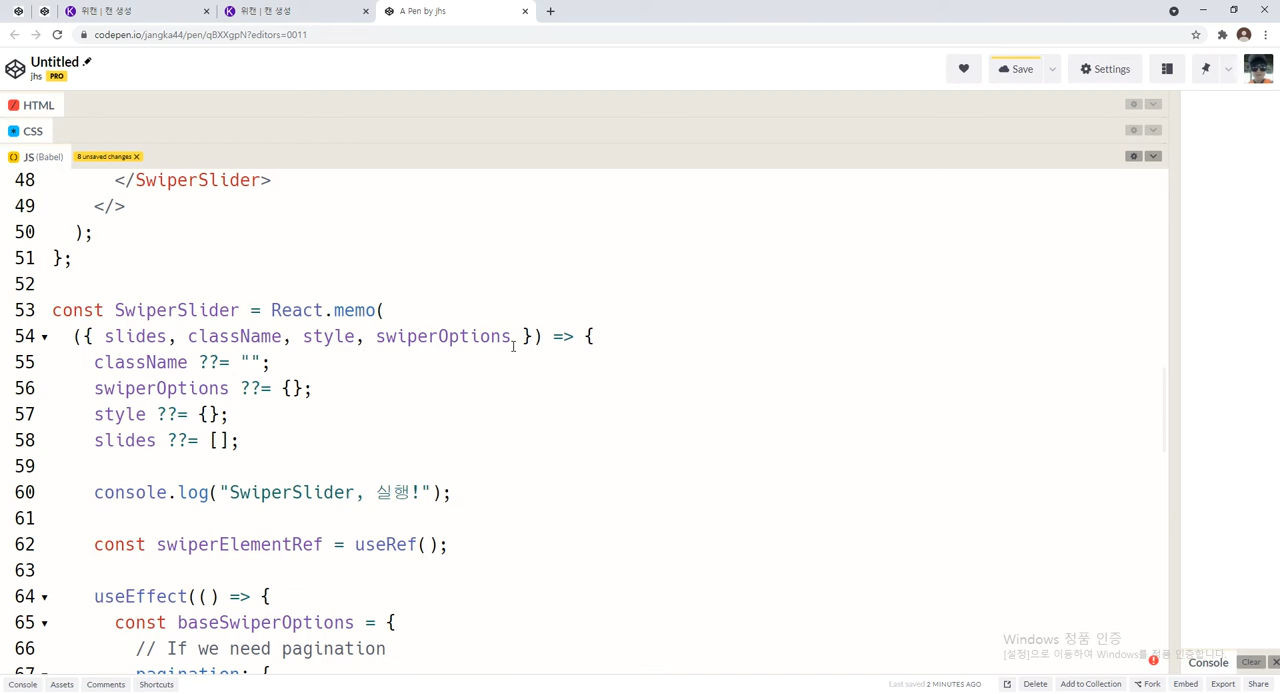 위캔 | 캔 생성
위캔 | 캔 생성
A Pen by jhs
codepen.io/jangka44/pen/qBXXgpN?editors=0011
Untitled
jhs PRO
Save
Settings
HTML
CSS
JS (Babel) 8 unsaved changes X
48 </SwiperSlider>
49 </>
50 );
51 };
52
53 const SwiperSlider = React.memo(
54 ({ slides, className, style, swiperOptions }) => {
55 className ??= "";
56 swiperOptions ??= {};
57 style ??= {};
58 slides ??= [];
59
60 console.log("SwiperSlider, 실행!");
61
62 const swiperElementRef = useRef();
63
64 useEffect(() => {
65 const baseSwiperOptions = {
66 // If we need pagination
67 pagination: {
Windows 정품 인증
[설정]으로 이동하여 Windows를 정품 인증합니다.
Console Clear
Console Assets Comments Shortcuts
Last saved 2 MINUTES AGO
Delete Add to Collection Fork Embed Export Share